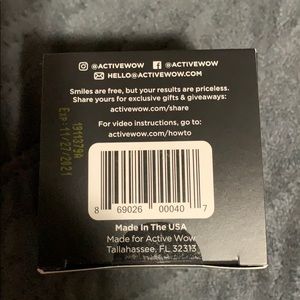 @ACTIVEWOW @ACTIVEWOW
HELLO@ACTIVEWOW.COM
Smiles are free, but your results are priceless.
Share yours for exclusive gifts & giveaways:
activewow.com/share
For video instructions, go to:
activewow.com/howto
1911379A
Exp: 11/27/2021
8 69026 00040 7
Made In The USA
Made for Active Wow
Tallahassee, FL 32313